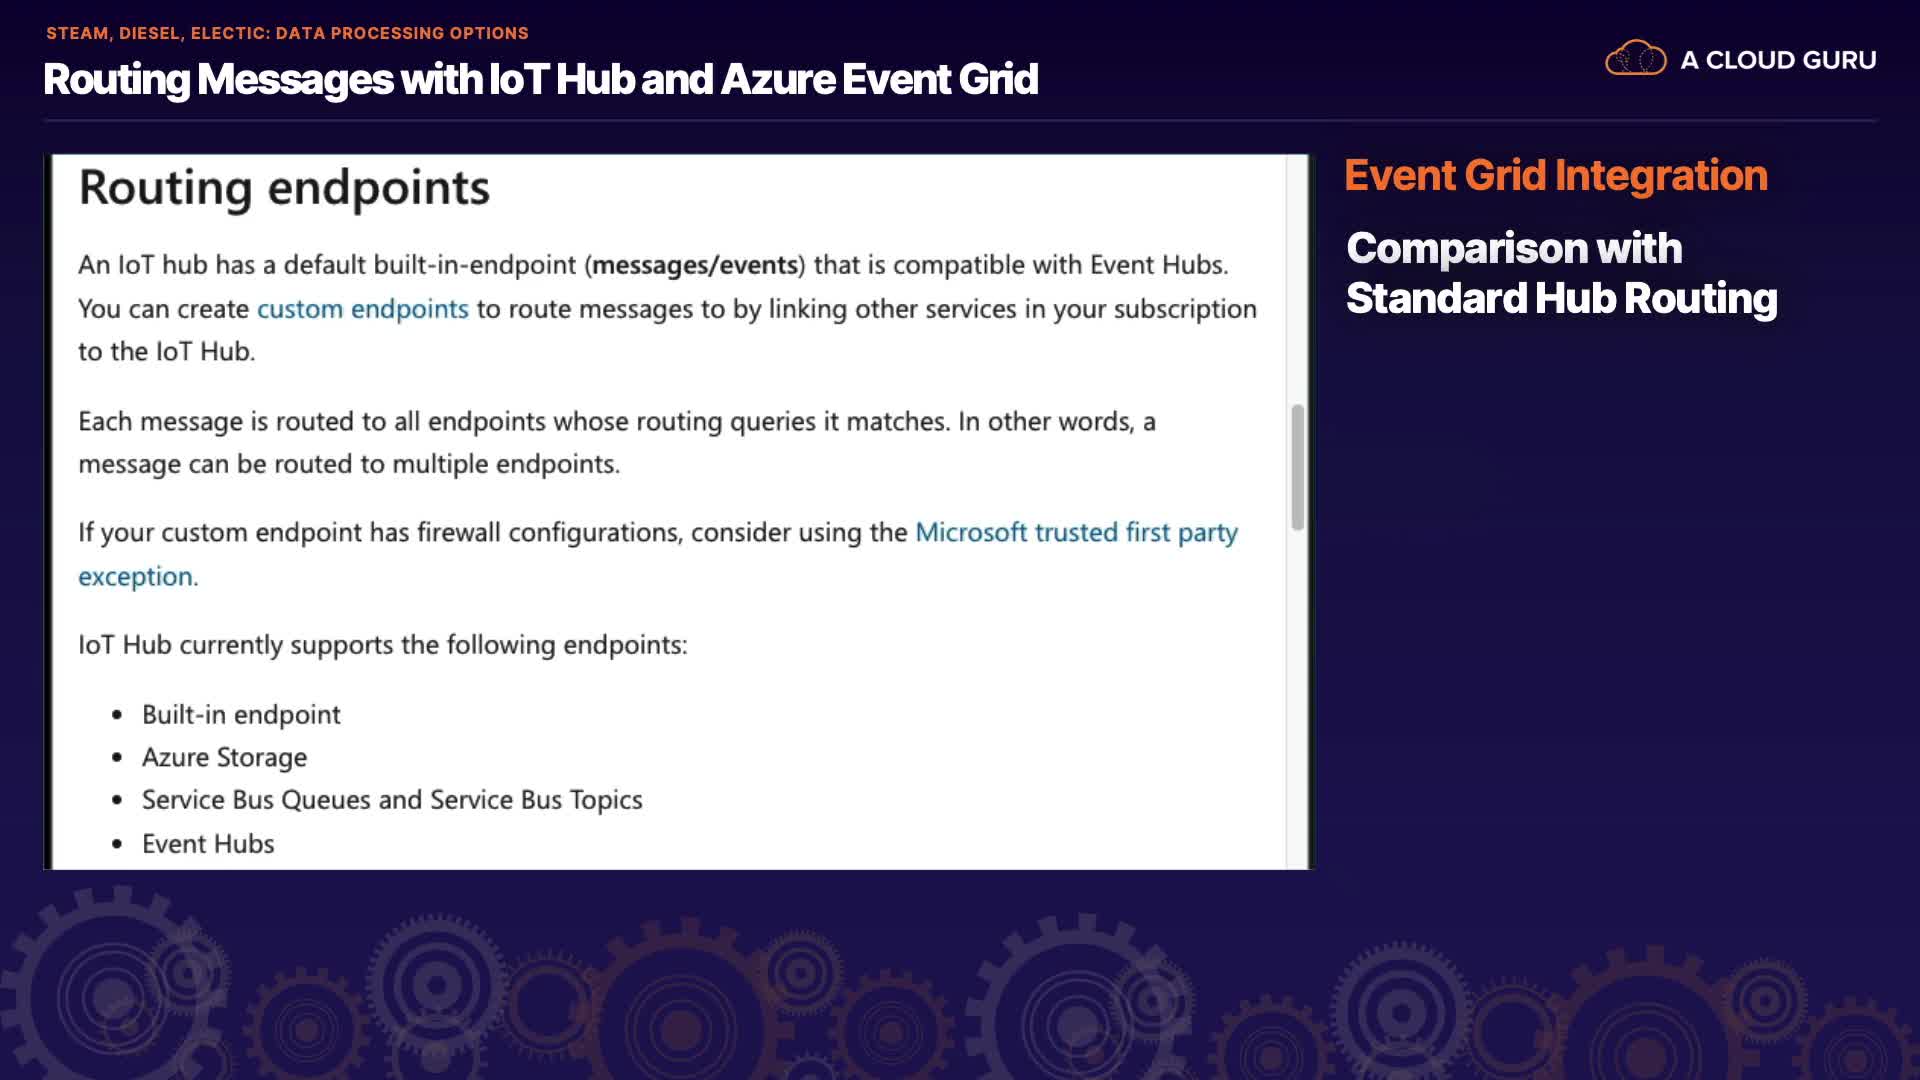 STEAM, DIESEL, ELECTIC: DATA PROCESSING OPTIONS
Routing Messages with IoT Hub and Azure Event Grid
A CLOUD GURU
Routing endpoints
An IoT hub has a default built-in-endpoint (messages/events) that is compatible with Event Hubs.
You can create custom endpoints to route messages to by linking other services in your subscription
to the IoT Hub.
Each message is routed to all endpoints whose routing queries it matches. In other words, a
message can be routed to multiple endpoints.
If your custom endpoint has firewall configurations, consider using the Microsoft trusted first party
exception.
IoT Hub currently supports the following endpoints:
• Built-in endpoint
• Azure Storage
• Service Bus Queues and Service Bus Topics
• Event Hubs
Event Grid Integration
Comparison with
Standard Hub Routing